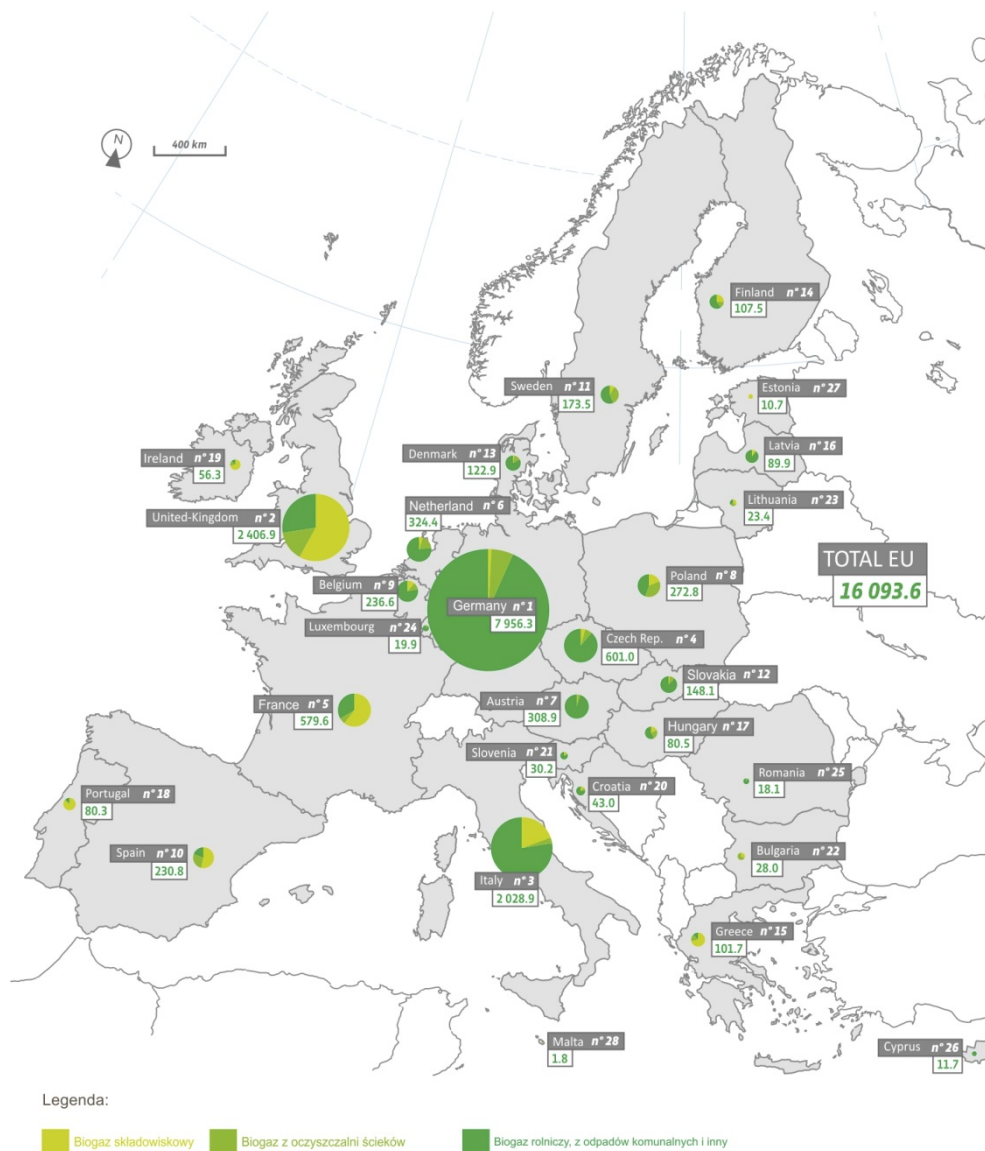 N
400 km
Finland n°14
107.5
Sweden n°11
173.5
Estonia n°27
10.7
Latvia n°16
89.9
Lithuania n°23
23.4
Denmark n°13
122.9
Ireland n°19
56.3
United-Kingdom n°2
2 406.9
Netherland n°6
324.4
Belgium n°9
236.6
Luxembourg n°24
19.9
Germany n°1
7 956.3
Poland n°8
272.8
TOTAL EU
16 093.6
Czech Rep. n°4
601.0
Slovakia n°12
148.1
France n°5
579.6
Austria n°7
308.9
Hungary n°17
80.5
Slovenia n°21
30.2
Croatia n°20
43.0
Romania n°25
18.1
Portugal n°18
80.3
Spain n°10
230.8
Italy n°3
2 028.9
Bulgaria n°22
28.0
Greece n°15
101.7
Malta n°28
1.8
Cyprus n°26
11.7
Legenda:
Biogaz składowiskowy
Biogaz z oczyszczalni ścieków
Biogaz rolniczy, z odpadów komunalnych i inny